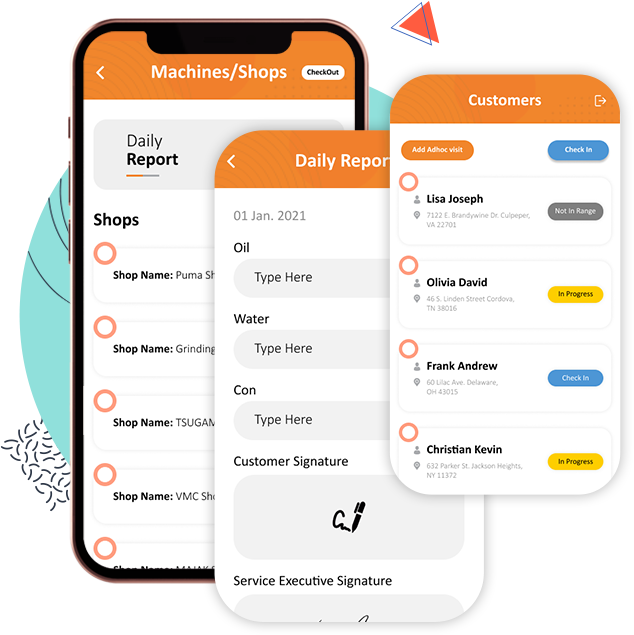 Machines/Shops
CheckOut
Daily
Report
Shops
Shop Name: Puma Sh
Shop Name: Grinding
Shop Name: TSUGAM
Shop Name: VMC Sho
Shop Name:
Daily Repor
01 Jan. 2021
Oil
Type Here
Water
Type Here
Con
Type Here
Customer Signature
Service Executive Signature
Customers
Add Adhoc visit
Check In
Lisa Joseph
7122 E. Brandywine Dr. Culpeper,
VA 22701
Not In Range
Olivia David
46 S. Linden Street Cordova,
TN 38016
In Progress
Frank Andrew
60 Lilac Ave. Delaware,
OH 43015
Check In
Christian Kevin
632 Parker St. Jackson Heights,
NY 11372
In Progress